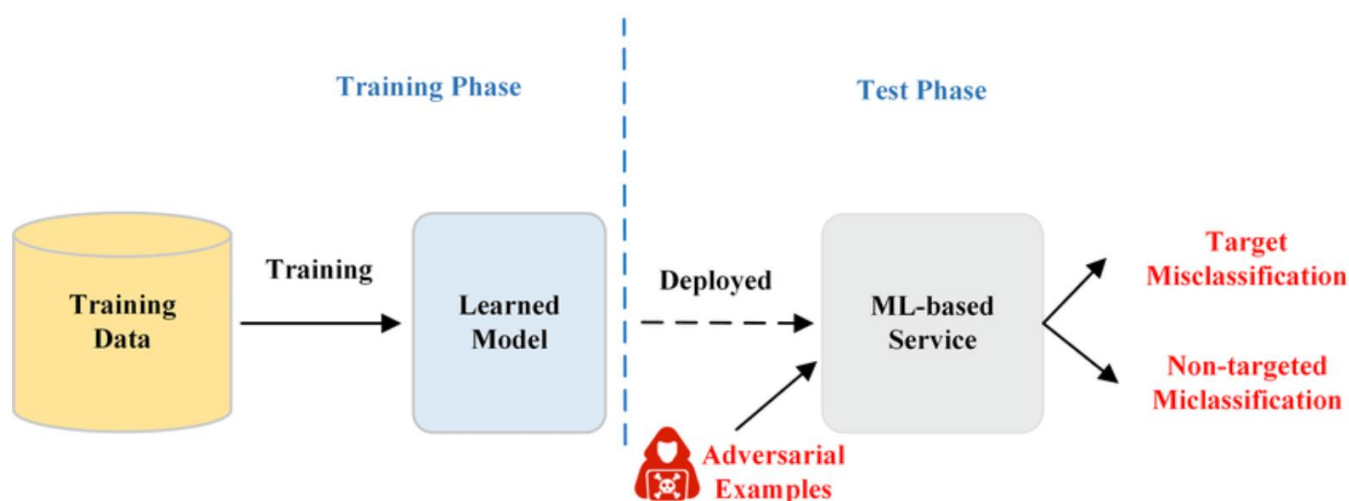 Training Phase
Test Phase
Training
Data
Training
Learned
Model
Deployed
ML-based
Service
Target
Misclassification
Non-targeted
Miclassification
Adversarial
Examples